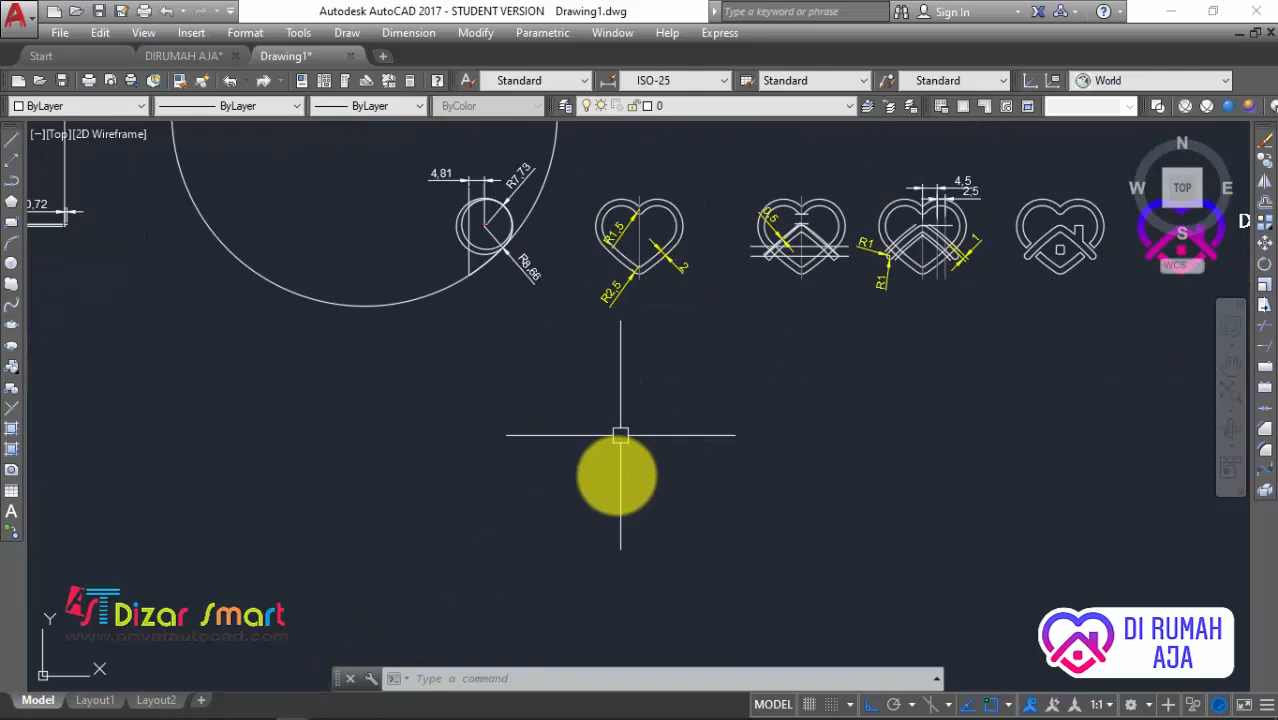 Autodesk AutoCAD 2017 - STUDENT VERSION Drawing1.dwg
Type a keyword or phrase
Sign In
File Edit View Insert Format Tools Draw Dimension Modify Parametric Window Help Express
Start
DIRUMAH AJA*
Drawing1*
Standard
ISO-25
Standard
Standard
World
ByLayer
ByLayer
ByLayer
ByColor
0
[−][Top][2D Wireframe]
N
W
TOP
E
S
WCS
D
0,72
4,81
R7,73
R8,66
R1,5
R2,5
2
R1
R1
4,5
2,5
1
AST Dizar Smart
www.privatautocad.com
Y
X
DI RUMAH
AJA
Type a command
Model Layout1 Layout2 +
MODEL
1:1